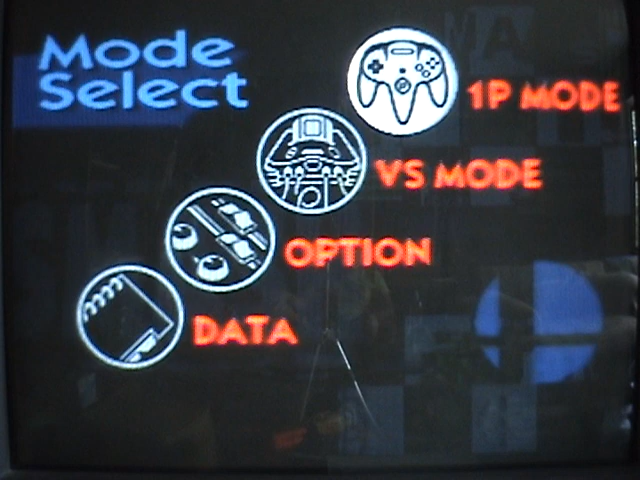 Mode
Select
1P MODE
VS MODE
OPTION
DATA